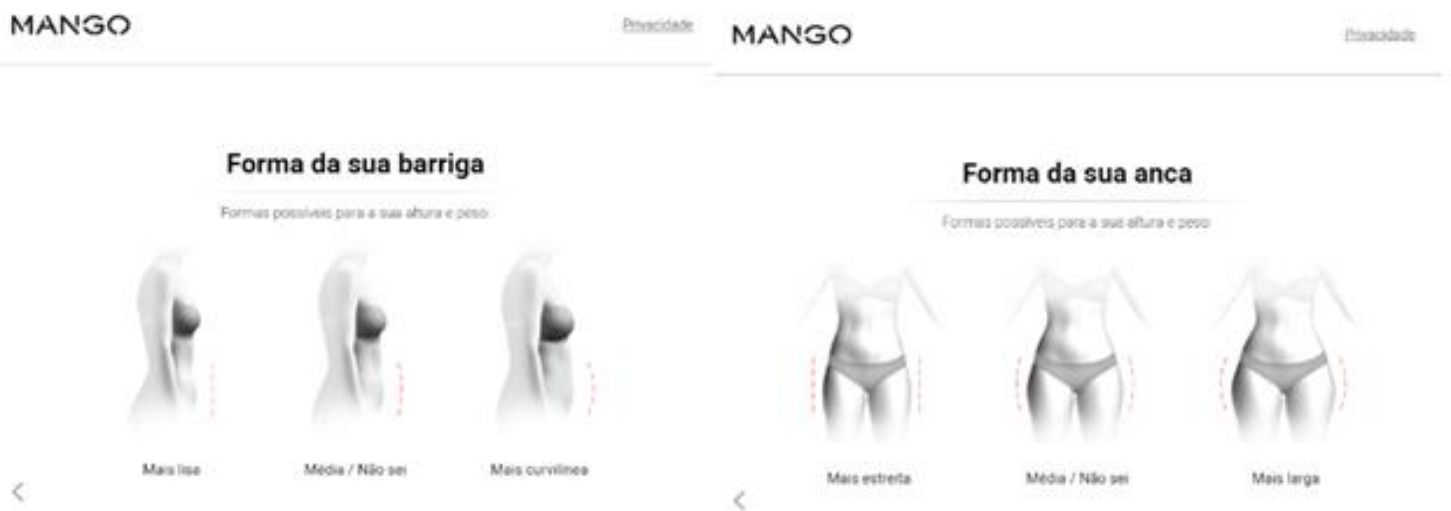 MANGO
Privacidade
Forma da sua barriga
Formas possíveis para a sua altura e peso
Mais lisa
Média / Não sei
Mais curvilínea
MANGO
Privacidade
Forma da sua anca
Formas possíveis para a sua altura e peso
Mais estreita
Média / Não sei
Mais larga